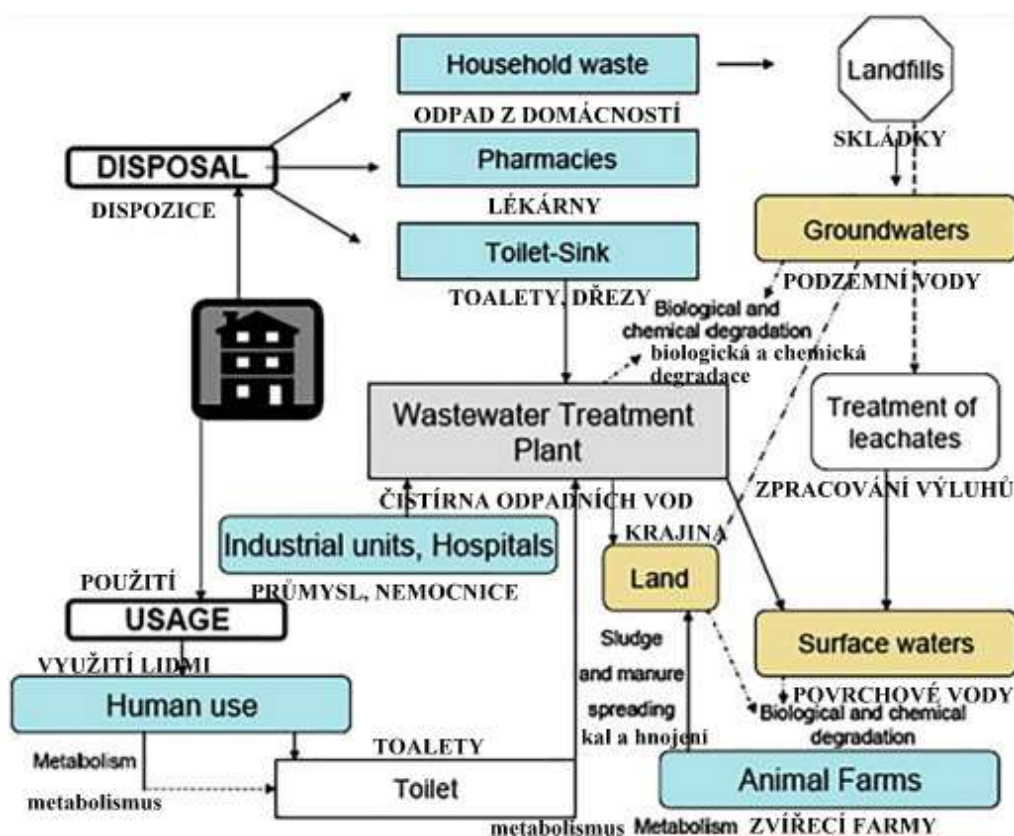 Household waste
Landfills
ODPAD Z DOMÁCNOSTÍ
SKLÁDKY
DISPOSAL
Pharmacies
DISPOZICE
LÉKÁRNY
Groundwaters
Toilet-Sink
PODZEMNÍ VODY
TOALETY, DŘEZY
Biological and
chemical degradation
biologická a chemická
degradace
Wastewater Treatment
Plant
Treatment of
leachates
ČISTÍRNA ODPADNÍCH VOD
ZPRACOVÁNÍ VÝLUHŮ
KRAJINA
Industrial units, Hospitals
Land
POUŽITÍ
PRŮMYSL, NEMOCNICE
USAGE
Sludge
and manure
spreading
kal a hnojení
Surface waters
VYUŽITÍ LIDMI
POVRCHOVÉ VODY
Human use
Biological and chemical
degradation
TOALETY
Metabolism
metabolismus
Toilet
Animal Farms
metabolismus
Metabolism
ZVÍŘECÍ FARMY